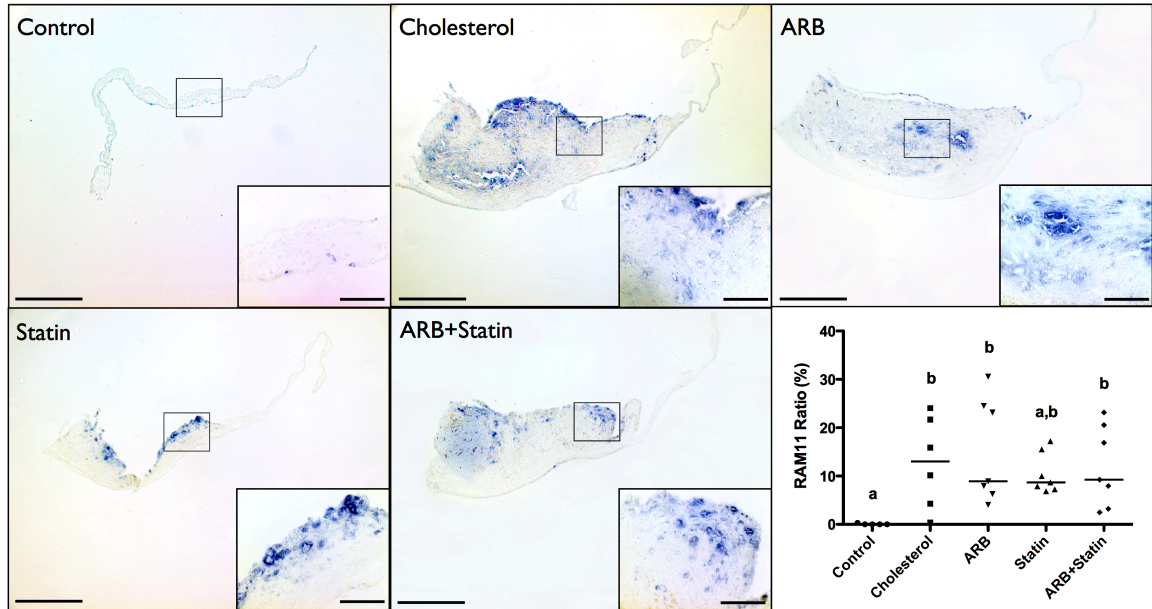 Control
Cholesterol
ARB
Statin
ARB+Statin
40
30
20
10
0
RAM11 Ratio (%)
a
b
b
a,b
b
Control
Cholesterol
ARB
Statin
ARB+Statin